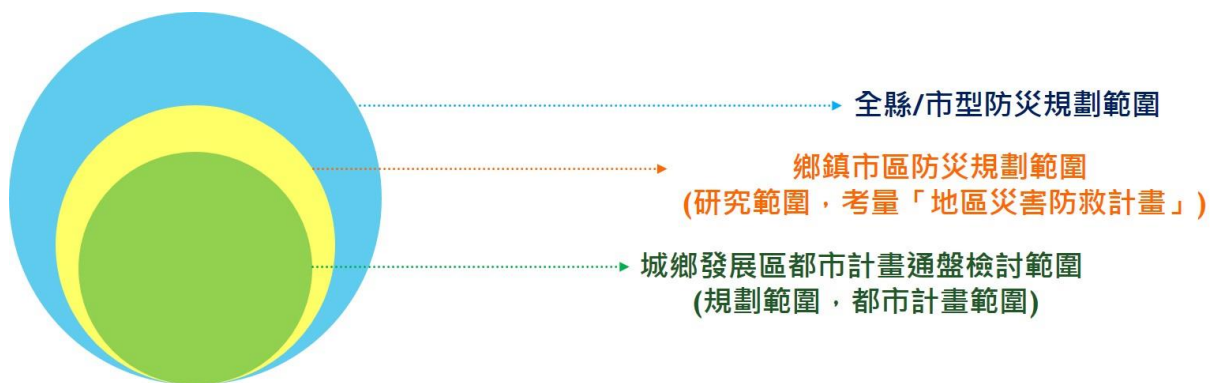 全縣/市型防災規劃範圍
鄉鎮市區防災規劃範圍
(研究範圍，考量「地區災害防救計畫」)
城鄉發展區都市計畫通盤檢討範圍
(規劃範圍，都市計畫範圍)